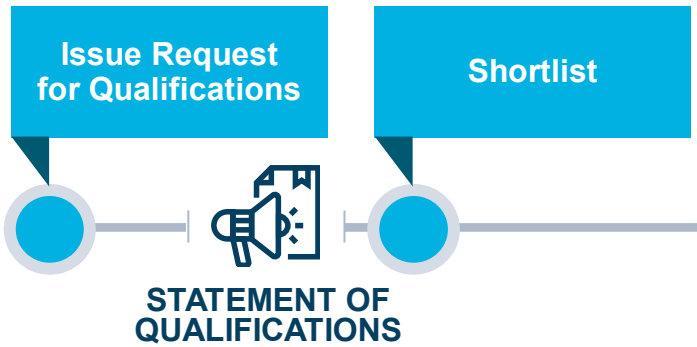 Issue Request
for Qualifications
Shortlist
STATEMENT OF
QUALIFICATIONS